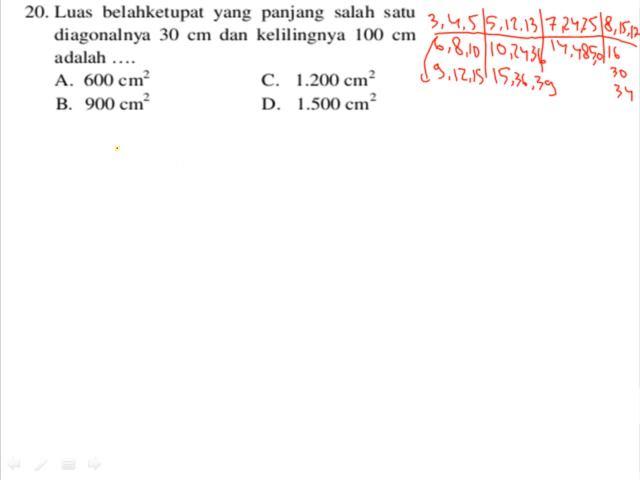 20. Luas belahketupat yang panjang salah satu
diagonalnya 30 cm dan kelilingnya 100 cm
adalah ....
A. 600 cm² C. 1.200 cm²
B. 900 cm² D. 1.500 cm²
3, 4, 5 | 5, 12, 13 | 7, 24, 25 | 8, 15, 17
6, 8, 10 | 10, 24 | 14, 48, 50 | 16
9, 12, 15 | 15, 36, 39 30
34